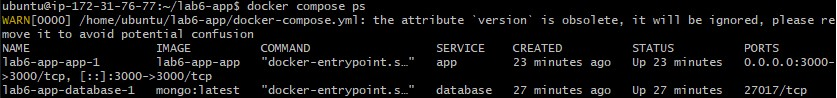 ubuntu@ip-172-31-76-77:~/lab6-app$ docker compose ps
WARN[0000] /home/ubuntu/lab6-app/docker-compose.yml: the attribute `version` is obsolete, it will be ignored, please re
move it to avoid potential confusion
NAME                  IMAGE          COMMAND                  SERVICE    CREATED          STATUS          PORTS
lab6-app-app-1        lab6-app-app   "docker-entrypoint.s…"   app        23 minutes ago   Up 23 minutes   0.0.0.0:3000-
>3000/tcp, [::]:3000->3000/tcp
lab6-app-database-1   mongo:latest   "docker-entrypoint.s…"   database   27 minutes ago   Up 27 minutes   27017/tcp